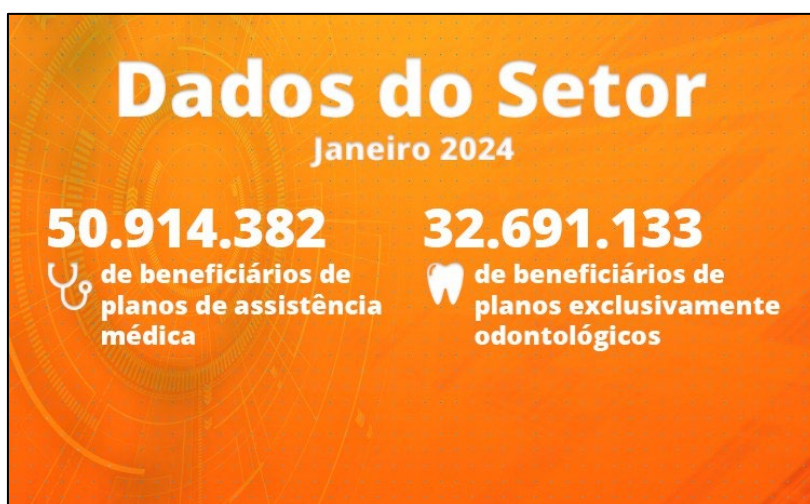 Dados do Setor
Janeiro 2024
50.914.382
de beneficiários de
planos de assistência
médica
32.691.133
de beneficiários de
planos exclusivamente
odontológicos